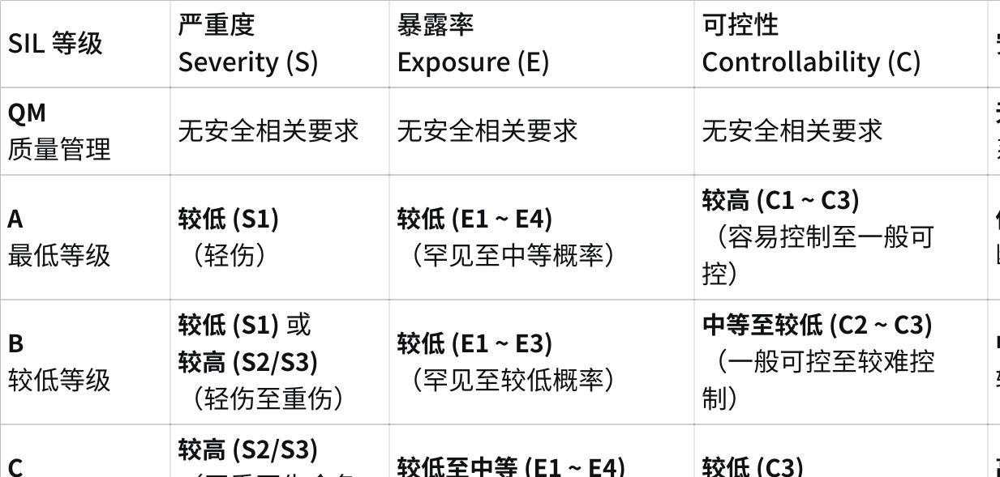 SIL 等级
严重度
Severity (S)
暴露率
Exposure (E)
可控性
Controllability (C)
QM
质量管理
无安全相关要求
无安全相关要求
无安全相关要求
A
最低等级
较低 (S1)
（轻伤）
较低 (E1 ~ E4)
（罕见至中等概率）
较高 (C1 ~ C3)
（容易控制至一般可
控）
B
较低等级
较低 (S1) 或
较高 (S2/S3)
（轻伤至重伤）
较低 (E1 ~ E3)
（罕见至较低概率）
中等至较低 (C2 ~ C3)
（一般可控至较难控
制）
C
较高 (S2/S3)
较低至中等 (E1 ~ E4)
较低 (C3)